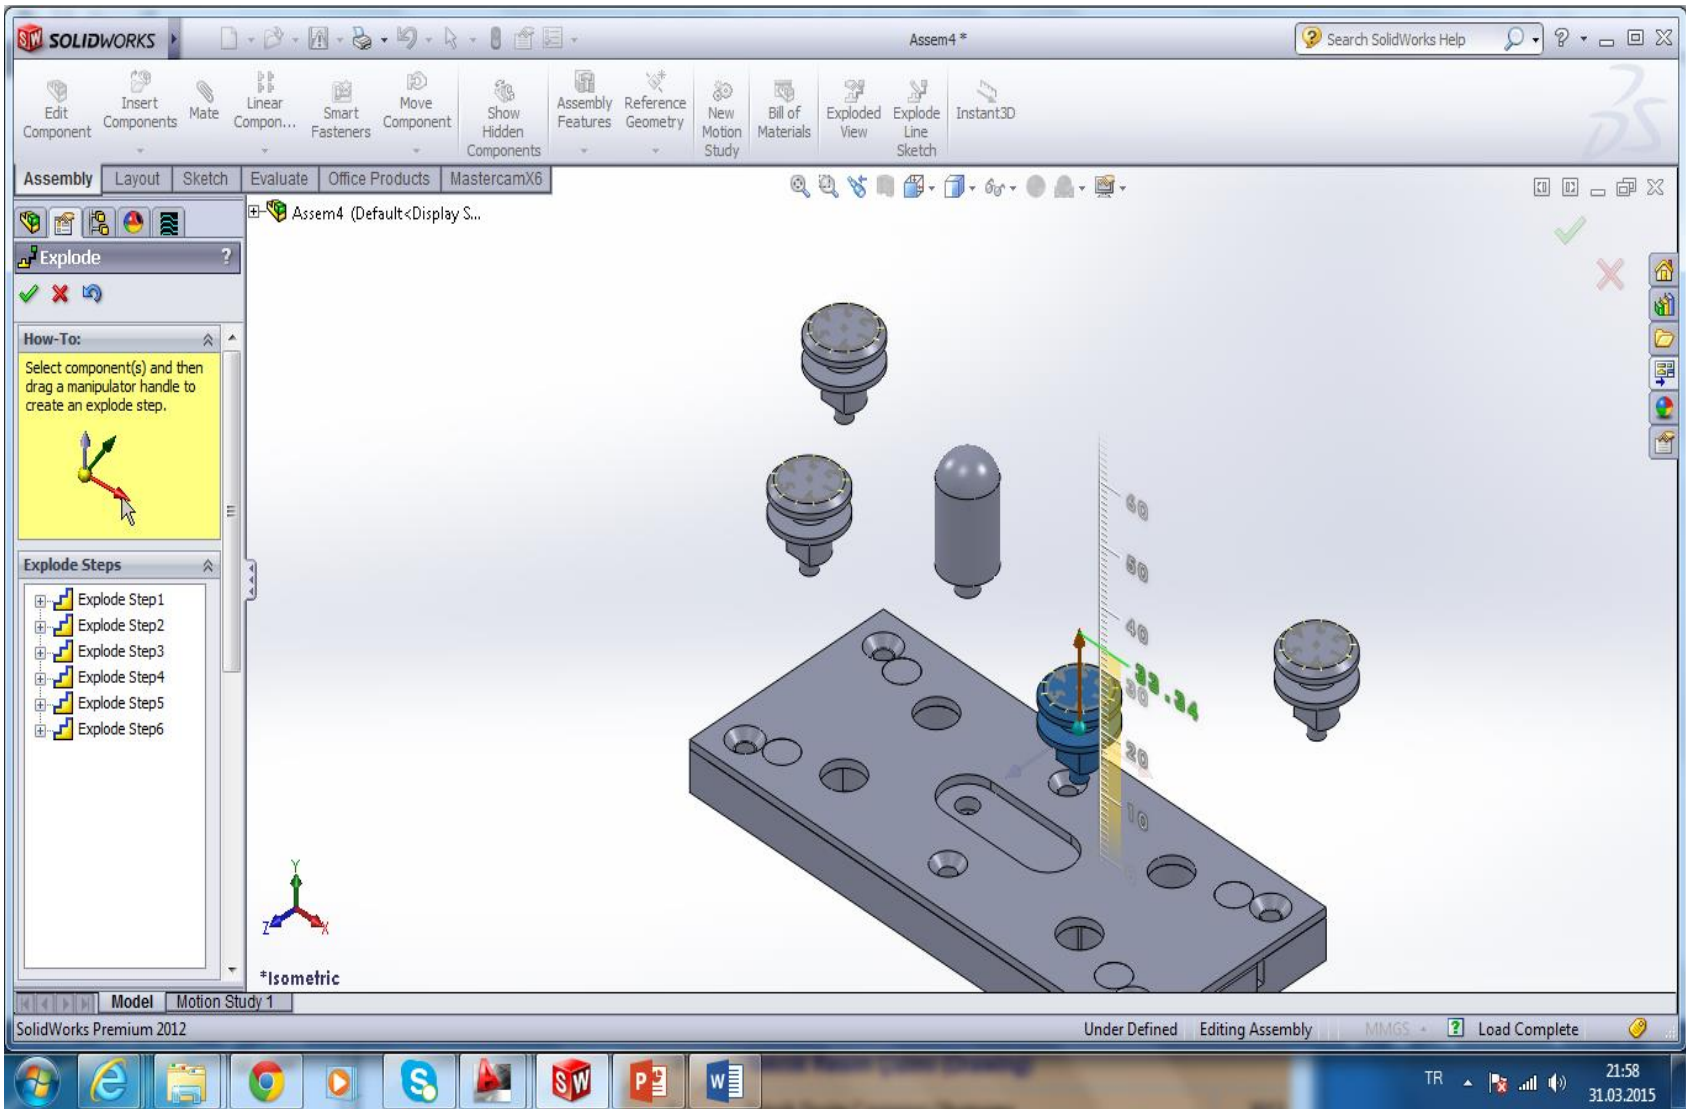 SOLIDWORKS
Assem4 *
Search SolidWorks Help
Edit Component
Insert Components
Mate
Linear Compon...
Smart Fasteners
Move Component
Show Hidden Components
Assembly Features
Reference Geometry
New Motion Study
Bill of Materials
Exploded View
Explode Line Sketch
Instant3D
Assembly
Layout
Sketch
Evaluate
Office Products
MastercamX6
Assem4 (Default<Display S...
Explode
?
How-To:
Select component(s) and then
drag a manipulator handle to
create an explode step.
Explode Steps
Explode Step1
Explode Step2
Explode Step3
Explode Step4
Explode Step5
Explode Step6
60
50
40
33.34
30
20
10
0
Y
Z
X
*Isometric
Model
Motion Study 1
SolidWorks Premium 2012
Under Defined
Editing Assembly
MMGS
?
Load Complete
TR
21:58
31.03.2015